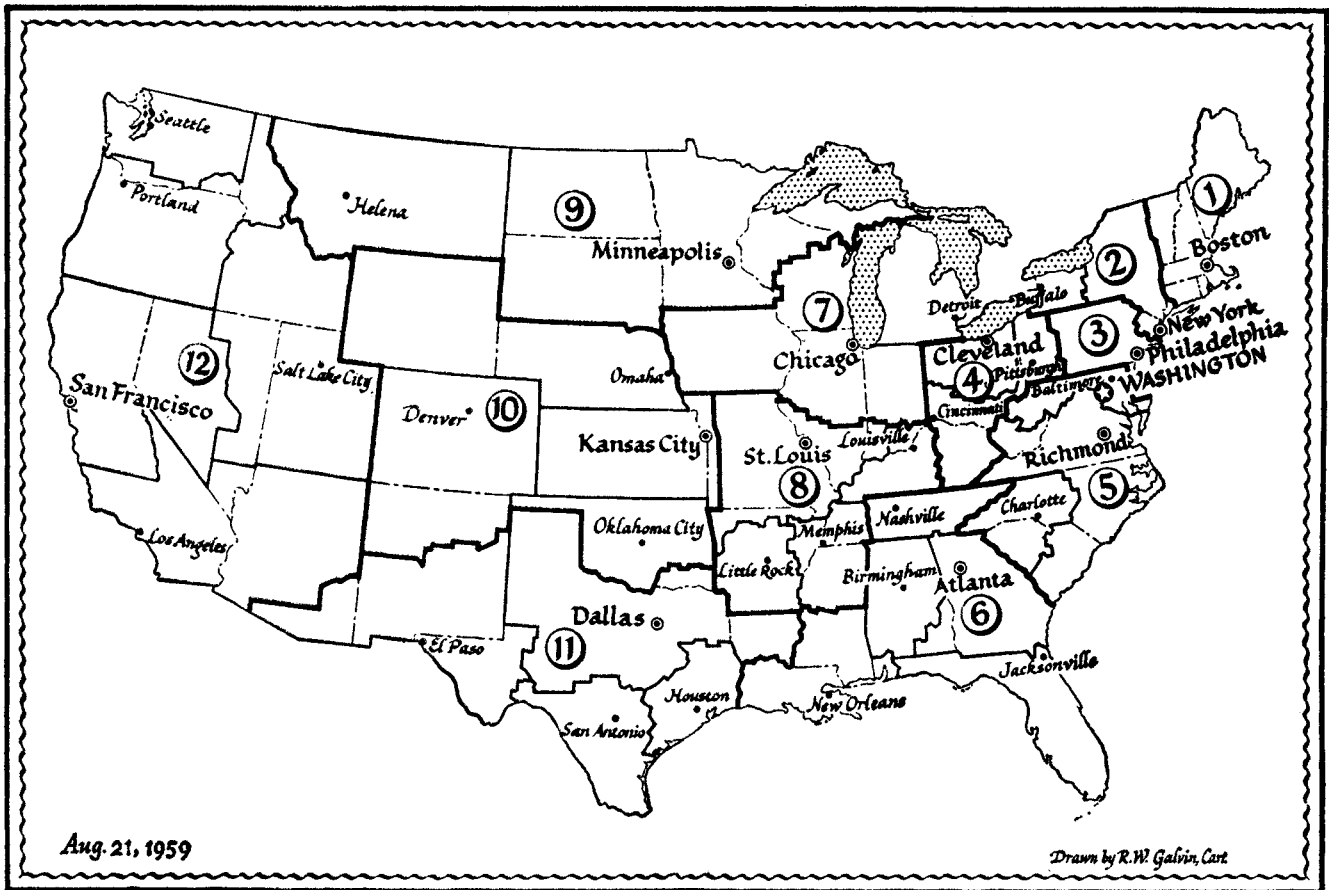 Seattle
Portland
Helena
9
Minneapolis
1
Boston
2
Buffalo
Detroit
7
Chicago
Cleveland
4
Pittsburgh
3
New York
Philadelphia
WASHINGTON
Baltimore
Cincinnati
12
Salt Lake City
San Francisco
Omaha
Denver
10
Kansas City
St. Louis
8
Louisville
Richmond
5
Los Angeles
Oklahoma City
Memphis
Nashville
Charlotte
Little Rock
Birmingham
Atlanta
6
Dallas
11
El Paso
Houston
San Antonio
New Orleans
Jacksonville
Aug. 21, 1959
Drawn by R.W. Galvin, Cart.